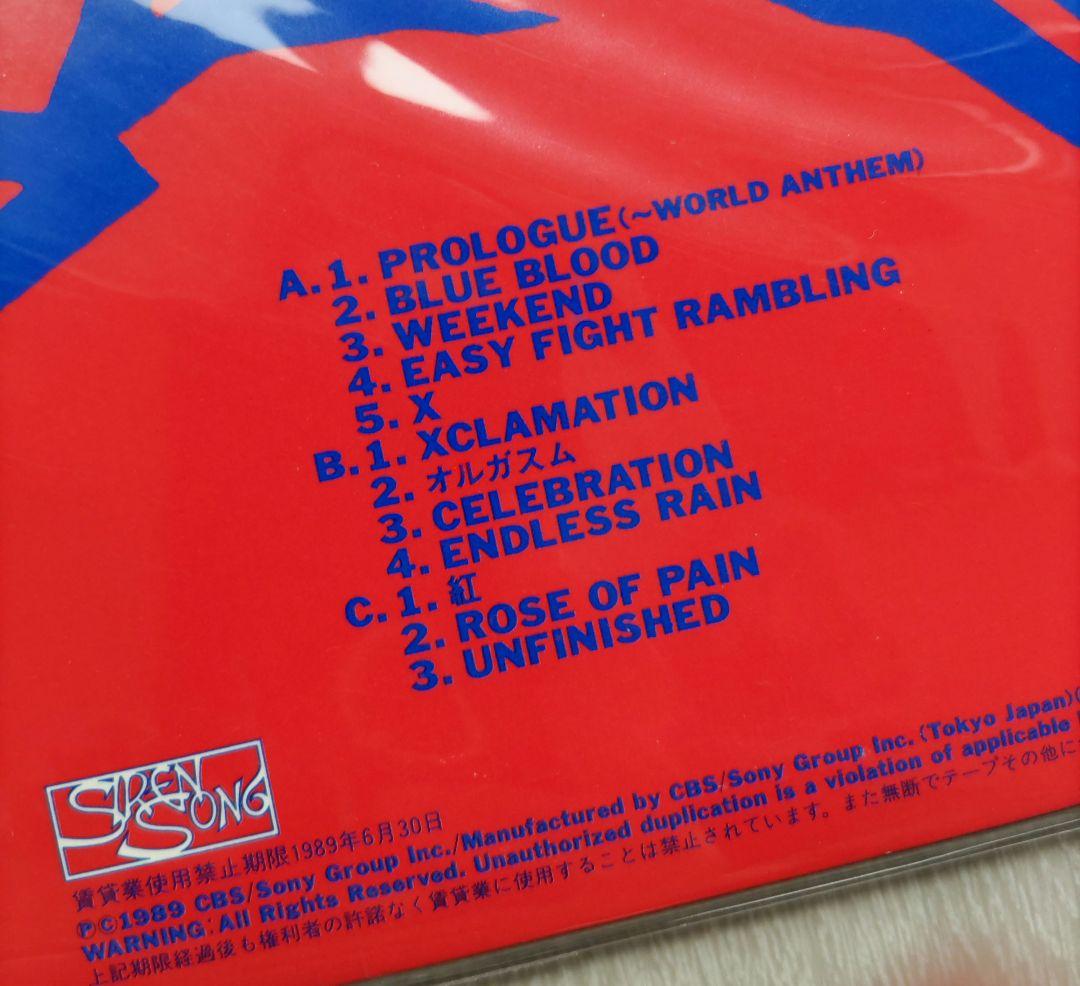 A.1. PROLOGUE(~WORLD ANTHEM)
2. BLUE BLOOD
3. WEEKEND
4. EASY FIGHT RAMBLING
5. X
B.1. XCLAMATION
2. オルガスム
3. CELEBRATION
4. ENDLESS RAIN
C.1. 紅
2. ROSE OF PAIN
3. UNFINISHED
SIREN
SONG
賃貸業使用禁止期限1989年6月30日
Ⓟ©1989 CBS/Sony Group Inc./Manufactured by CBS/Sony Group Inc.(Tokyo Japan)(
WARNING:All Rights Reserved. Unauthorized duplication is a violation of applicable
上記期限経過後も権利者の許諾なく賃貸業に使用することは禁止されています。また無断でテープその他に